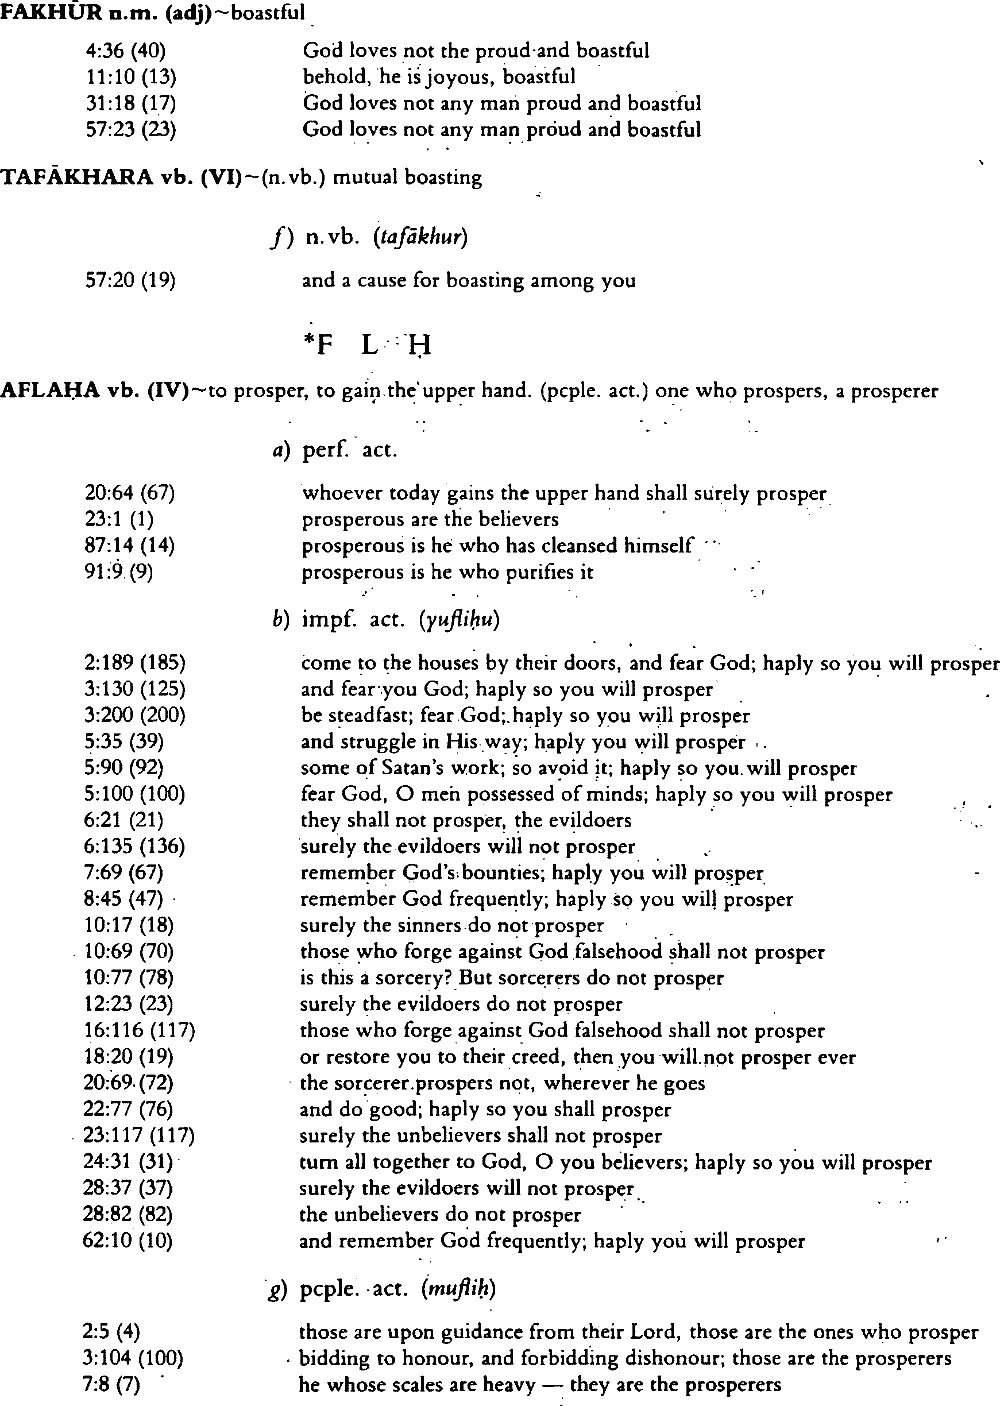 FAKHŪR n.m. (adj)~boastful
4:36 (40) God loves not the proud and boastful
11:10 (13) behold, he is joyous, boastful
31:18 (17) God loves not any man proud and boastful
57:23 (23) God loves not any man proud and boastful
TAFĀKHARA vb. (VI)~(n.vb.) mutual boasting
f) n.vb. (tafākhur)
57:20 (19) and a cause for boasting among you
*F L Ḥ
AFLAḤA vb. (IV)~to prosper, to gain the upper hand. (pcple. act.) one who prospers, a prosperer
a) perf. act.
20:64 (67) whoever today gains the upper hand shall surely prosper
23:1 (1) prosperous are the believers
87:14 (14) prosperous is he who has cleansed himself
91:9 (9) prosperous is he who purifies it
b) impf. act. (yufliḥu)
2:189 (185) come to the houses by their doors, and fear God; haply so you will prosper
3:130 (125) and fear you God; haply so you will prosper
3:200 (200) be steadfast; fear God; haply so you will prosper
5:35 (39) and struggle in His way; haply you will prosper
5:90 (92) some of Satan's work; so avoid it; haply so you will prosper
5:100 (100) fear God, O men possessed of minds; haply so you will prosper
6:21 (21) they shall not prosper, the evildoers
6:135 (136) surely the evildoers will not prosper
7:69 (67) remember God's bounties; haply you will prosper
8:45 (47) remember God frequently; haply so you will prosper
10:17 (18) surely the sinners do not prosper
10:69 (70) those who forge against God falsehood shall not prosper
10:77 (78) is this a sorcery? But sorcerers do not prosper
12:23 (23) surely the evildoers do not prosper
16:116 (117) those who forge against God falsehood shall not prosper
18:20 (19) or restore you to their creed, then you will not prosper ever
20:69 (72) the sorcerer prospers not, wherever he goes
22:77 (76) and do good; haply so you shall prosper
23:117 (117) surely the unbelievers shall not prosper
24:31 (31) turn all together to God, O you believers; haply so you will prosper
28:37 (37) surely the evildoers will not prosper
28:82 (82) the unbelievers do not prosper
62:10 (10) and remember God frequently; haply you will prosper
g) pcple. act. (mufliḥ)
2:5 (4) those are upon guidance from their Lord, those are the ones who prosper
3:104 (100) bidding to honour, and forbidding dishonour; those are the prosperers
7:8 (7) he whose scales are heavy — they are the prosperers